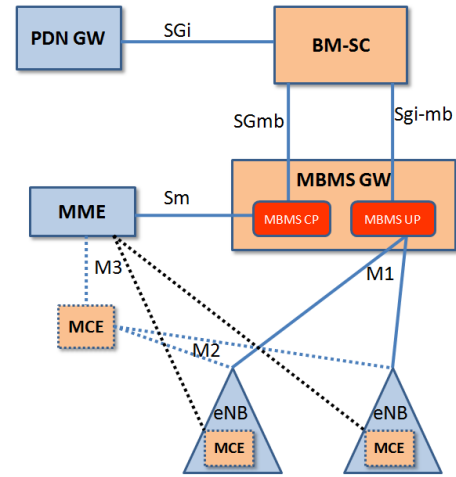 PDN GW
SGi
BM-SC
SGmb
Sgi-mb
MBMS GW
MME
Sm
MBMS CP
MBMS UP
M3
M1
MCE
M2
eNB
eNB
MCE
MCE